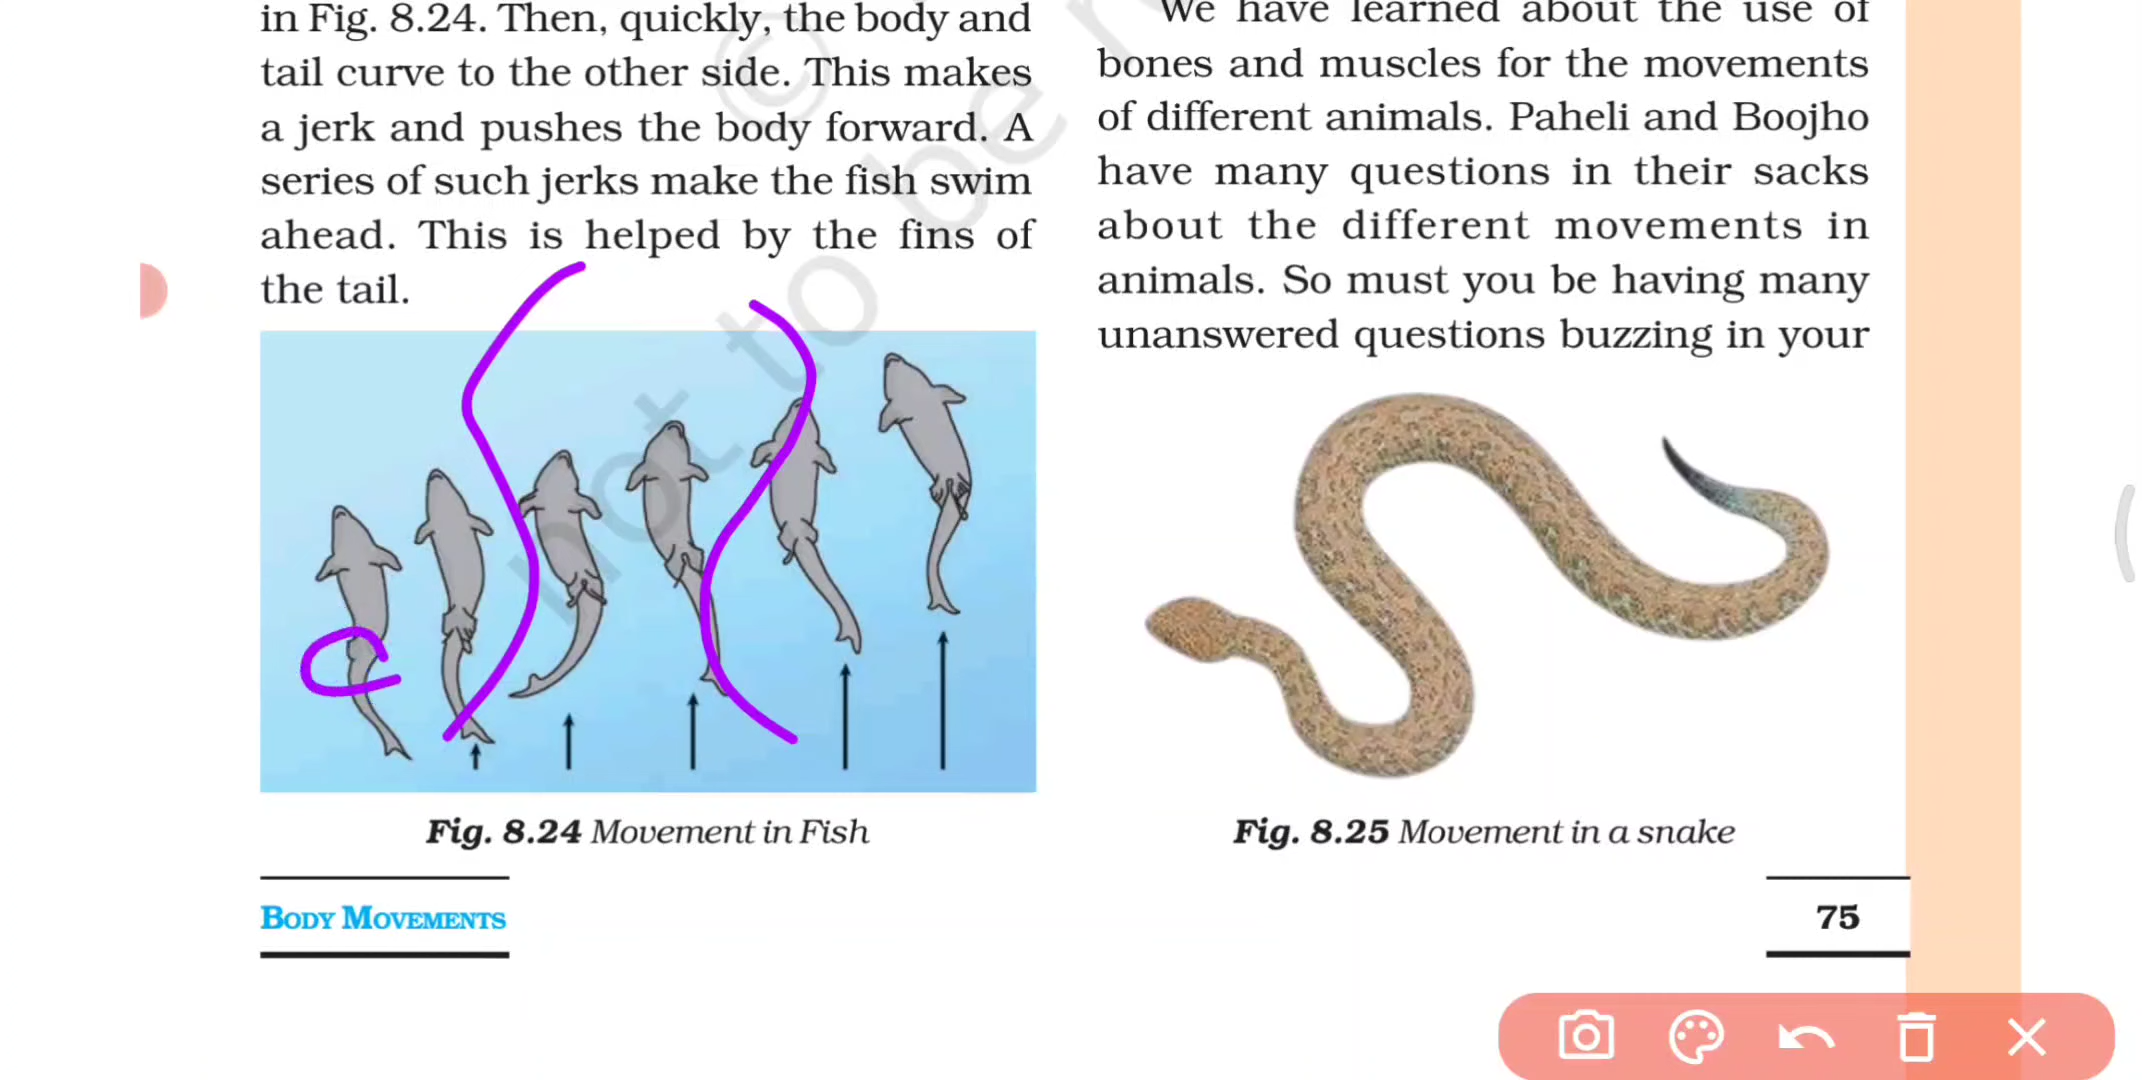 in Fig. 8.24. Then, quickly, the body and
tail curve to the other side. This makes
a jerk and pushes the body forward. A
series of such jerks make the fish swim
ahead. This is helped by the fins of
the tail.
Fig. 8.24 Movement in Fish
We have learned about the use of
bones and muscles for the movements
of different animals. Paheli and Boojho
have many questions in their sacks
about the different movements in
animals. So must you be having many
unanswered questions buzzing in your
Fig. 8.25 Movement in a snake
BODY MOVEMENTS
75
© not to be